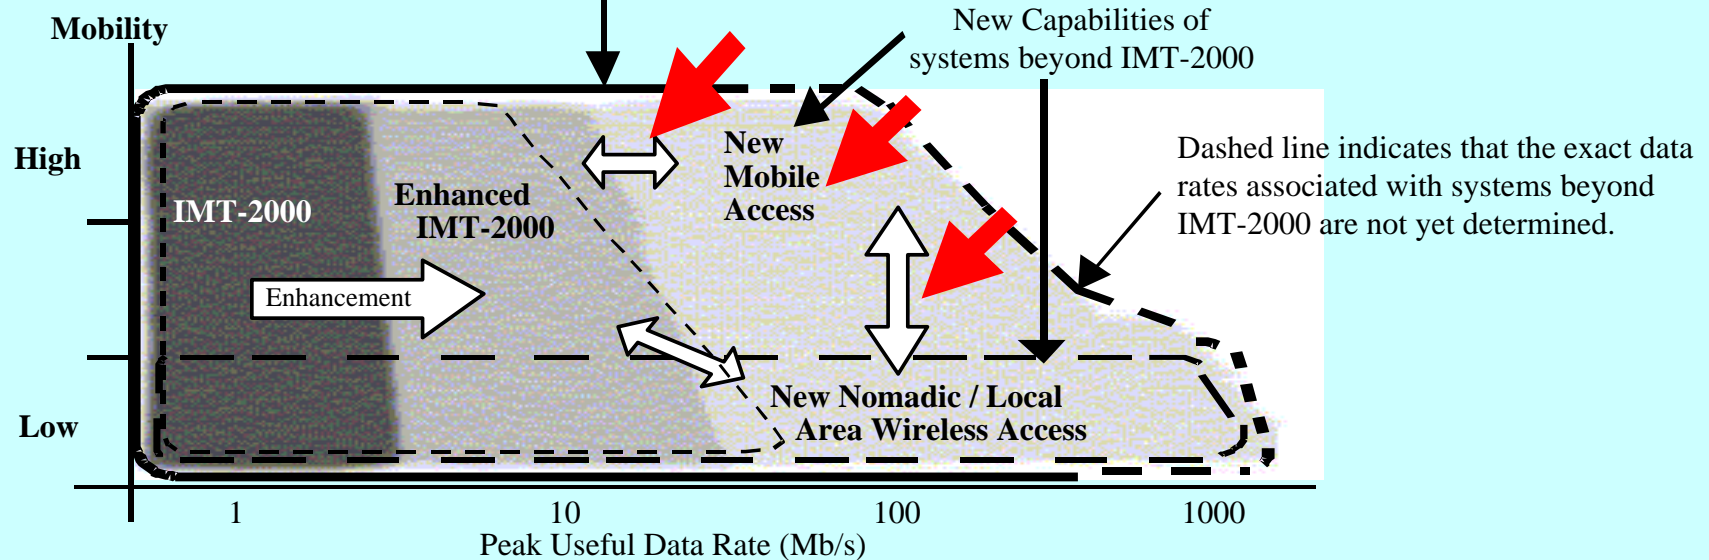 Mobility
New Capabilities of
systems beyond IMT-2000
High
New
Mobile
Access
Dashed line indicates that the exact data
rates associated with systems beyond
IMT-2000 are not yet determined.
IMT-2000
Enhanced
IMT-2000
Enhancement
Low
New Nomadic / Local
Area Wireless Access
1
10
100
1000
Peak Useful Data Rate (Mb/s)